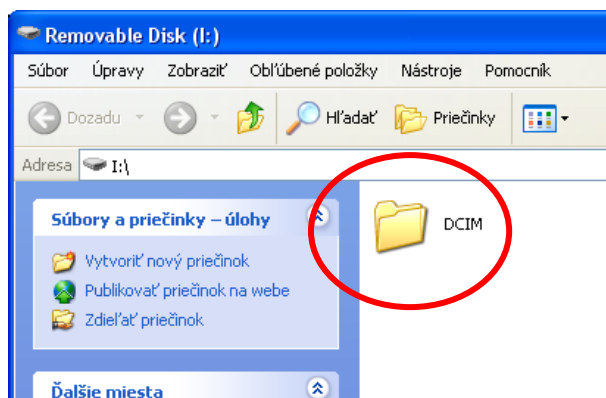 Removable Disk (I:)
Súbor Úpravy Zobraziť Obľúbené položky Nástroje Pomocník
Dozadu Hľadať Priečinky
Adresa I:\
Súbory a priečinky – úlohy
Vytvoriť nový priečinok
Publikovať priečinok na webe
Zdieľať priečinok
Ďalšie miesta
DCIM